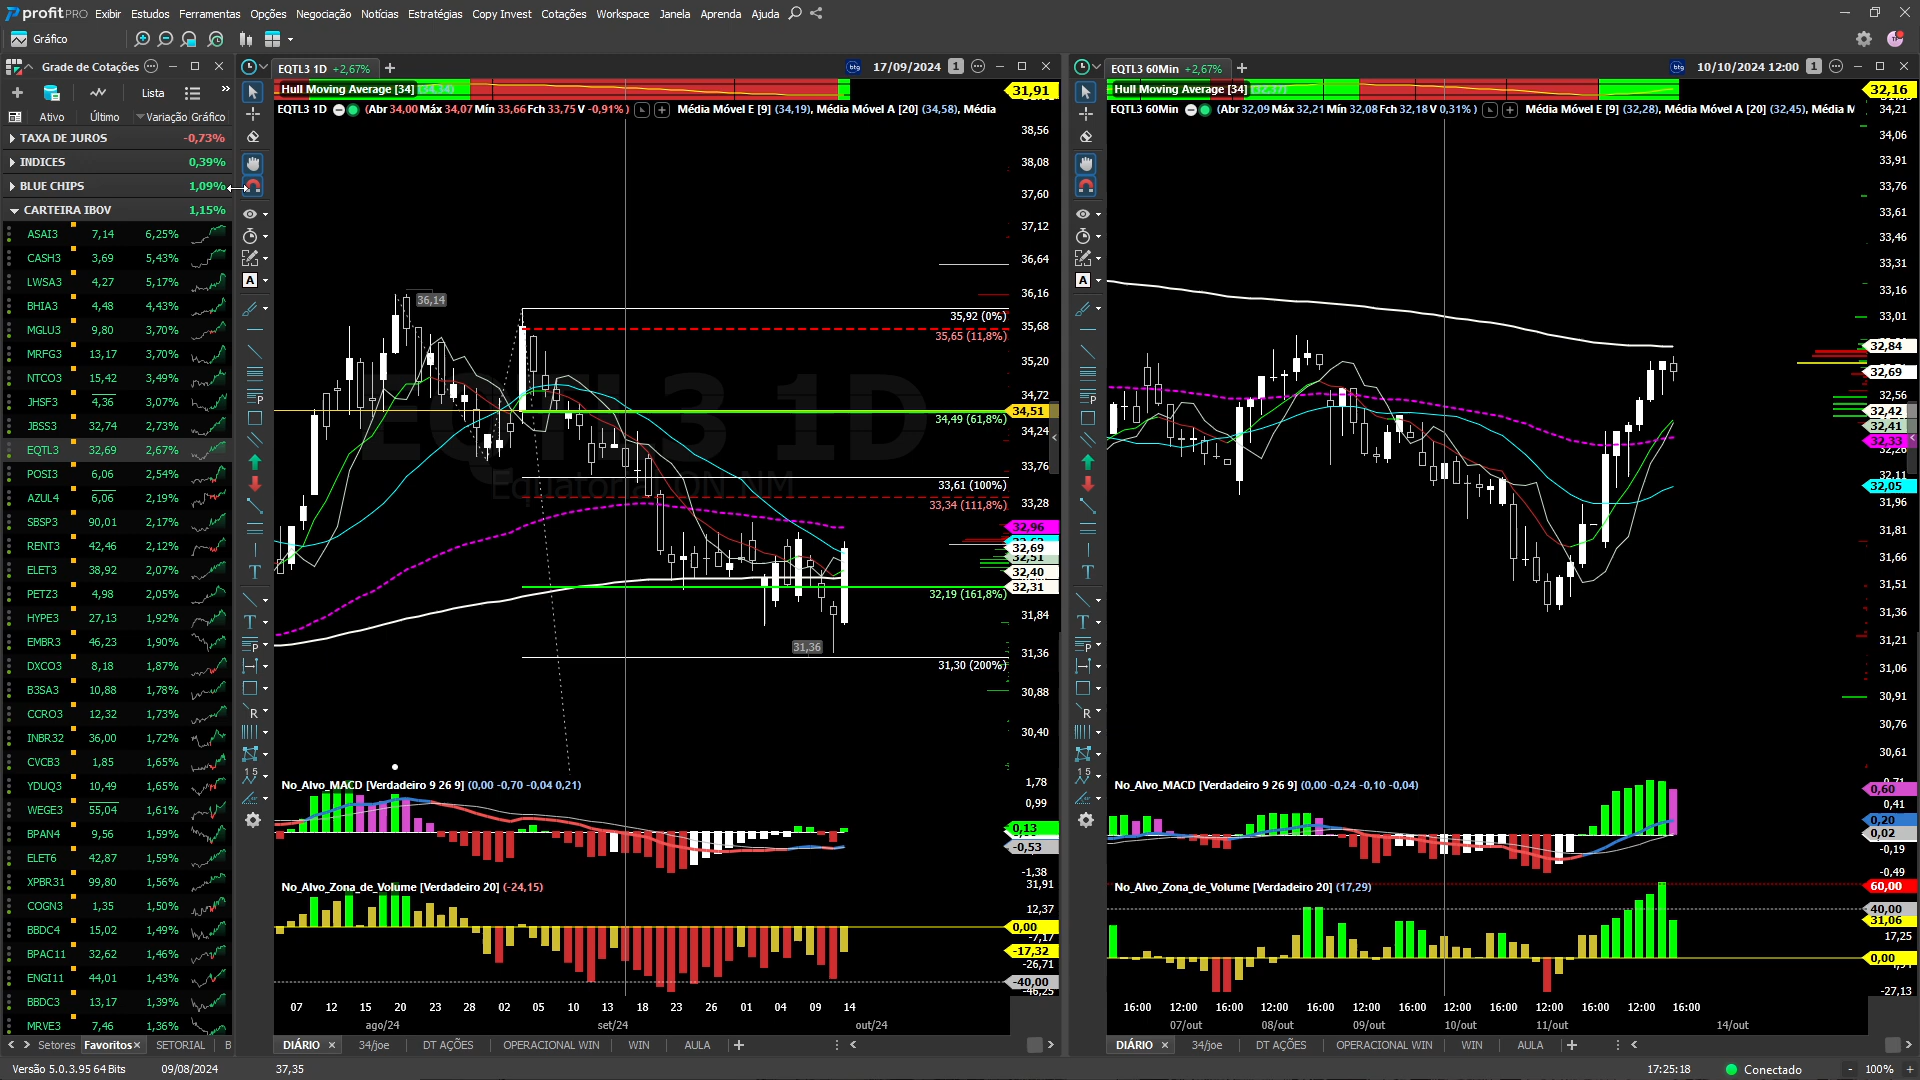 profitPRO Exibir Estudos Ferramentas Opções Negociação Notícias Estratégias Copy Invest Cotações Workspace Janela Aprenda Ajuda
Gráfico
Grade de Cotações
Lista
Ativo Último Variação Gráfico
TAXA DE JUROS -0,73%
INDICES 0,39%
BLUE CHIPS 1,09%
CARTEIRA IBOV 1,15%
ASAI3 7,14 6,25%
CASH3 3,69 5,43%
LWSA3 4,27 5,17%
BHIA3 4,48 4,43%
MGLU3 9,80 3,70%
MRFG3 13,17 3,70%
NTCO3 15,42 3,49%
JHSF3 4,36 3,07%
JBSS3 32,74 2,73%
EQTL3 32,69 2,67%
POSI3 6,06 2,54%
AZUL4 6,06 2,19%
SBSP3 90,01 2,17%
RENT3 42,46 2,12%
ELET3 38,92 2,07%
PETZ3 4,98 2,05%
HYPE3 27,13 1,92%
EMBR3 46,23 1,90%
DXCO3 8,18 1,87%
B3SA3 10,88 1,78%
CCRO3 12,32 1,73%
INBR32 36,00 1,72%
CVCB3 1,85 1,65%
YDUQ3 10,49 1,65%
WEGE3 55,04 1,61%
BPAN4 9,56 1,59%
ELET6 42,87 1,59%
XPBR31 99,80 1,56%
COGN3 1,35 1,50%
BBDC4 15,02 1,49%
BPAC11 32,62 1,46%
ENGI11 44,01 1,43%
BBDC3 13,17 1,39%
MRVE3 7,46 1,36%
Setores Favoritos SETORIAL B
EQTL3 1D +2,67%
btg 17/09/2024 1
Hull Moving Average [34] (34,34)
EQTL3 1D (Abr 34,00 Máx 34,07 Mín 33,66 Fch 33,75 V -0,91% ) Média Móvel E [9] (34,19), Média Móvel A [20] (34,58), Média
EQTL3 1D
36,14
35,92 (0%)
35,65 (11,8%)
34,49 (61,8%)
33,61 (100%)
33,34 (111,8%)
32,19 (161,8%)
31,36
31,30 (200%)
31,91
38,56
38,08
37,60
37,12
36,64
36,16
35,68
35,20
34,72
34,51
34,24
33,76
33,28
32,96
32,69
32,51
32,40
32,31
31,84
31,36
30,88
30,40
No_Alvo_MACD [Verdadeiro 9 26 9] (0,00 -0,70 -0,04 0,21)
1,78
0,99
0,13
-0,53
-1,38
No_Alvo_Zona_de_Volume [Verdadeiro 20] (-24,15)
31,91
12,37
0,00
-7,17
-17,32
-26,71
-40,00
-46,25
07 12 15 20 23 28 02 05 10 13 18 23 26 01 04 09 14
ago/24 set/24 out/24
DIÁRIO 34/joe DT AÇÕES OPERACIONAL WIN WIN AULA
EQTL3 60Min +2,67%
btg 10/10/2024 12:00 1
Hull Moving Average [34] (32,37)
EQTL3 60Min (Abr 32,09 Máx 32,21 Mín 32,08 Fch 32,18 V 0,31% ) Média Móvel E [9] (32,28), Média Móvel A [20] (32,45), Média M
32,16
34,21
34,06
33,91
33,76
33,61
33,46
33,31
33,16
33,01
32,84
32,69
32,56
32,42
32,41
32,33
32,26
32,11
32,05
31,96
31,81
31,66
31,51
31,36
31,21
31,06
30,91
30,76
30,61
No_Alvo_MACD [Verdadeiro 9 26 9] (0,00 -0,24 -0,10 -0,04)
0,60
0,41
0,20
0,02
-0,19
-0,49
No_Alvo_Zona_de_Volume [Verdadeiro 20] (17,29)
60,00
40,00
31,06
17,25
0,00
-27,13
16:00 12:00 16:00 12:00 16:00 12:00 16:00 12:00 16:00 12:00 16:00 12:00 16:00
07/out 08/out 09/out 10/out 11/out 14/out
DIÁRIO 34/joe DT AÇÕES OPERACIONAL WIN WIN AULA
Versão 5.0.3.95 64 Bits 09/08/2024 37,35 17:25:18 Conectado - 100% +